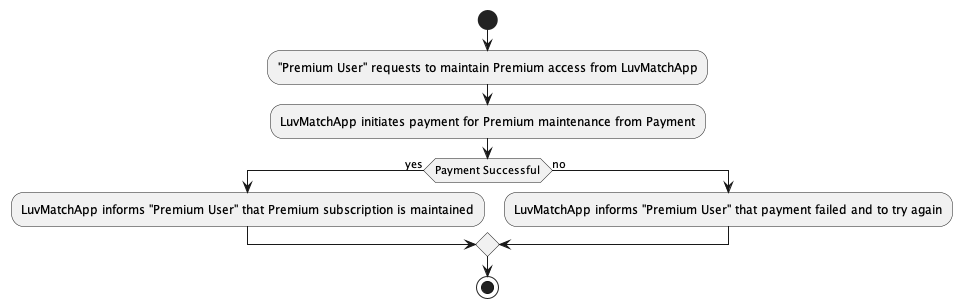 "Premium User" requests to maintain Premium access from LuvMatchApp
LuvMatchApp initiates payment for Premium maintenance from Payment
yes
Payment Successful
no
LuvMatchApp informs "Premium User" that Premium subscription is maintained
LuvMatchApp informs "Premium User" that payment failed and to try again